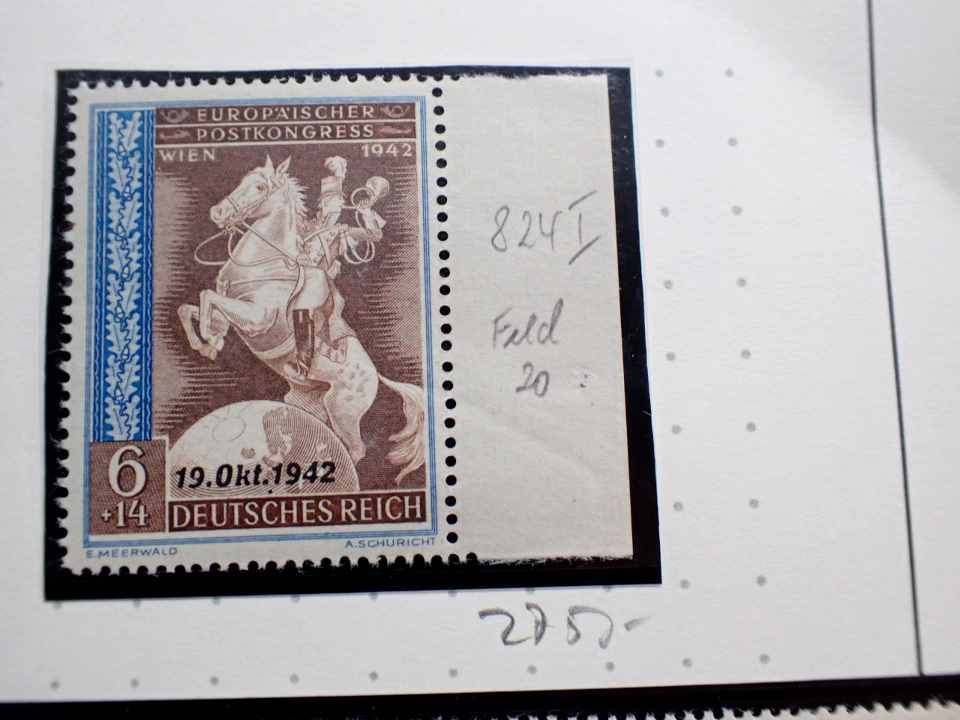 EUROPÄISCHER
POSTKONGRESS
WIEN 1942
824 I
Feld
20
19.Okt.1942
6
+14
DEUTSCHES REICH
E.MEERWALD A.SCHURICHT